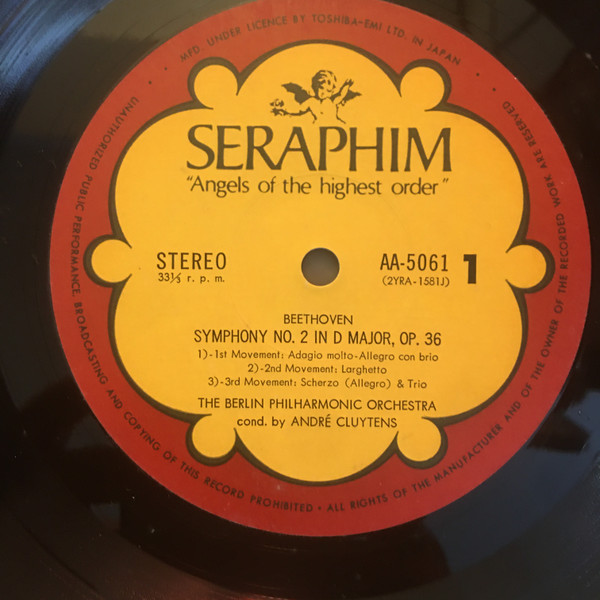 MFD. UNDER LICENCE BY TOSHIBA-EMI LTD. IN JAPAN
SERAPHIM
"Angels of the highest order"
STEREO
33⅓ r. p. m.
AA-5061 1
(2YRA-1581J)
BEETHOVEN
SYMPHONY NO. 2 IN D MAJOR, OP. 36
1)-1st Movement: Adagio molto-Allegro con brio
2)-2nd Movement: Larghetto
3)-3rd Movement: Scherzo (Allegro) & Trio
THE BERLIN PHILHARMONIC ORCHESTRA
cond. by ANDRÉ CLUYTENS
UNAUTHORIZED PUBLIC PERFORMANCE, BROADCASTING AND COPYING OF THIS RECORD PROHIBITED · ALL RIGHTS OF THE MANUFACTURER AND OF THE OWNER OF THE RECORDED WORK ARE RESERVED